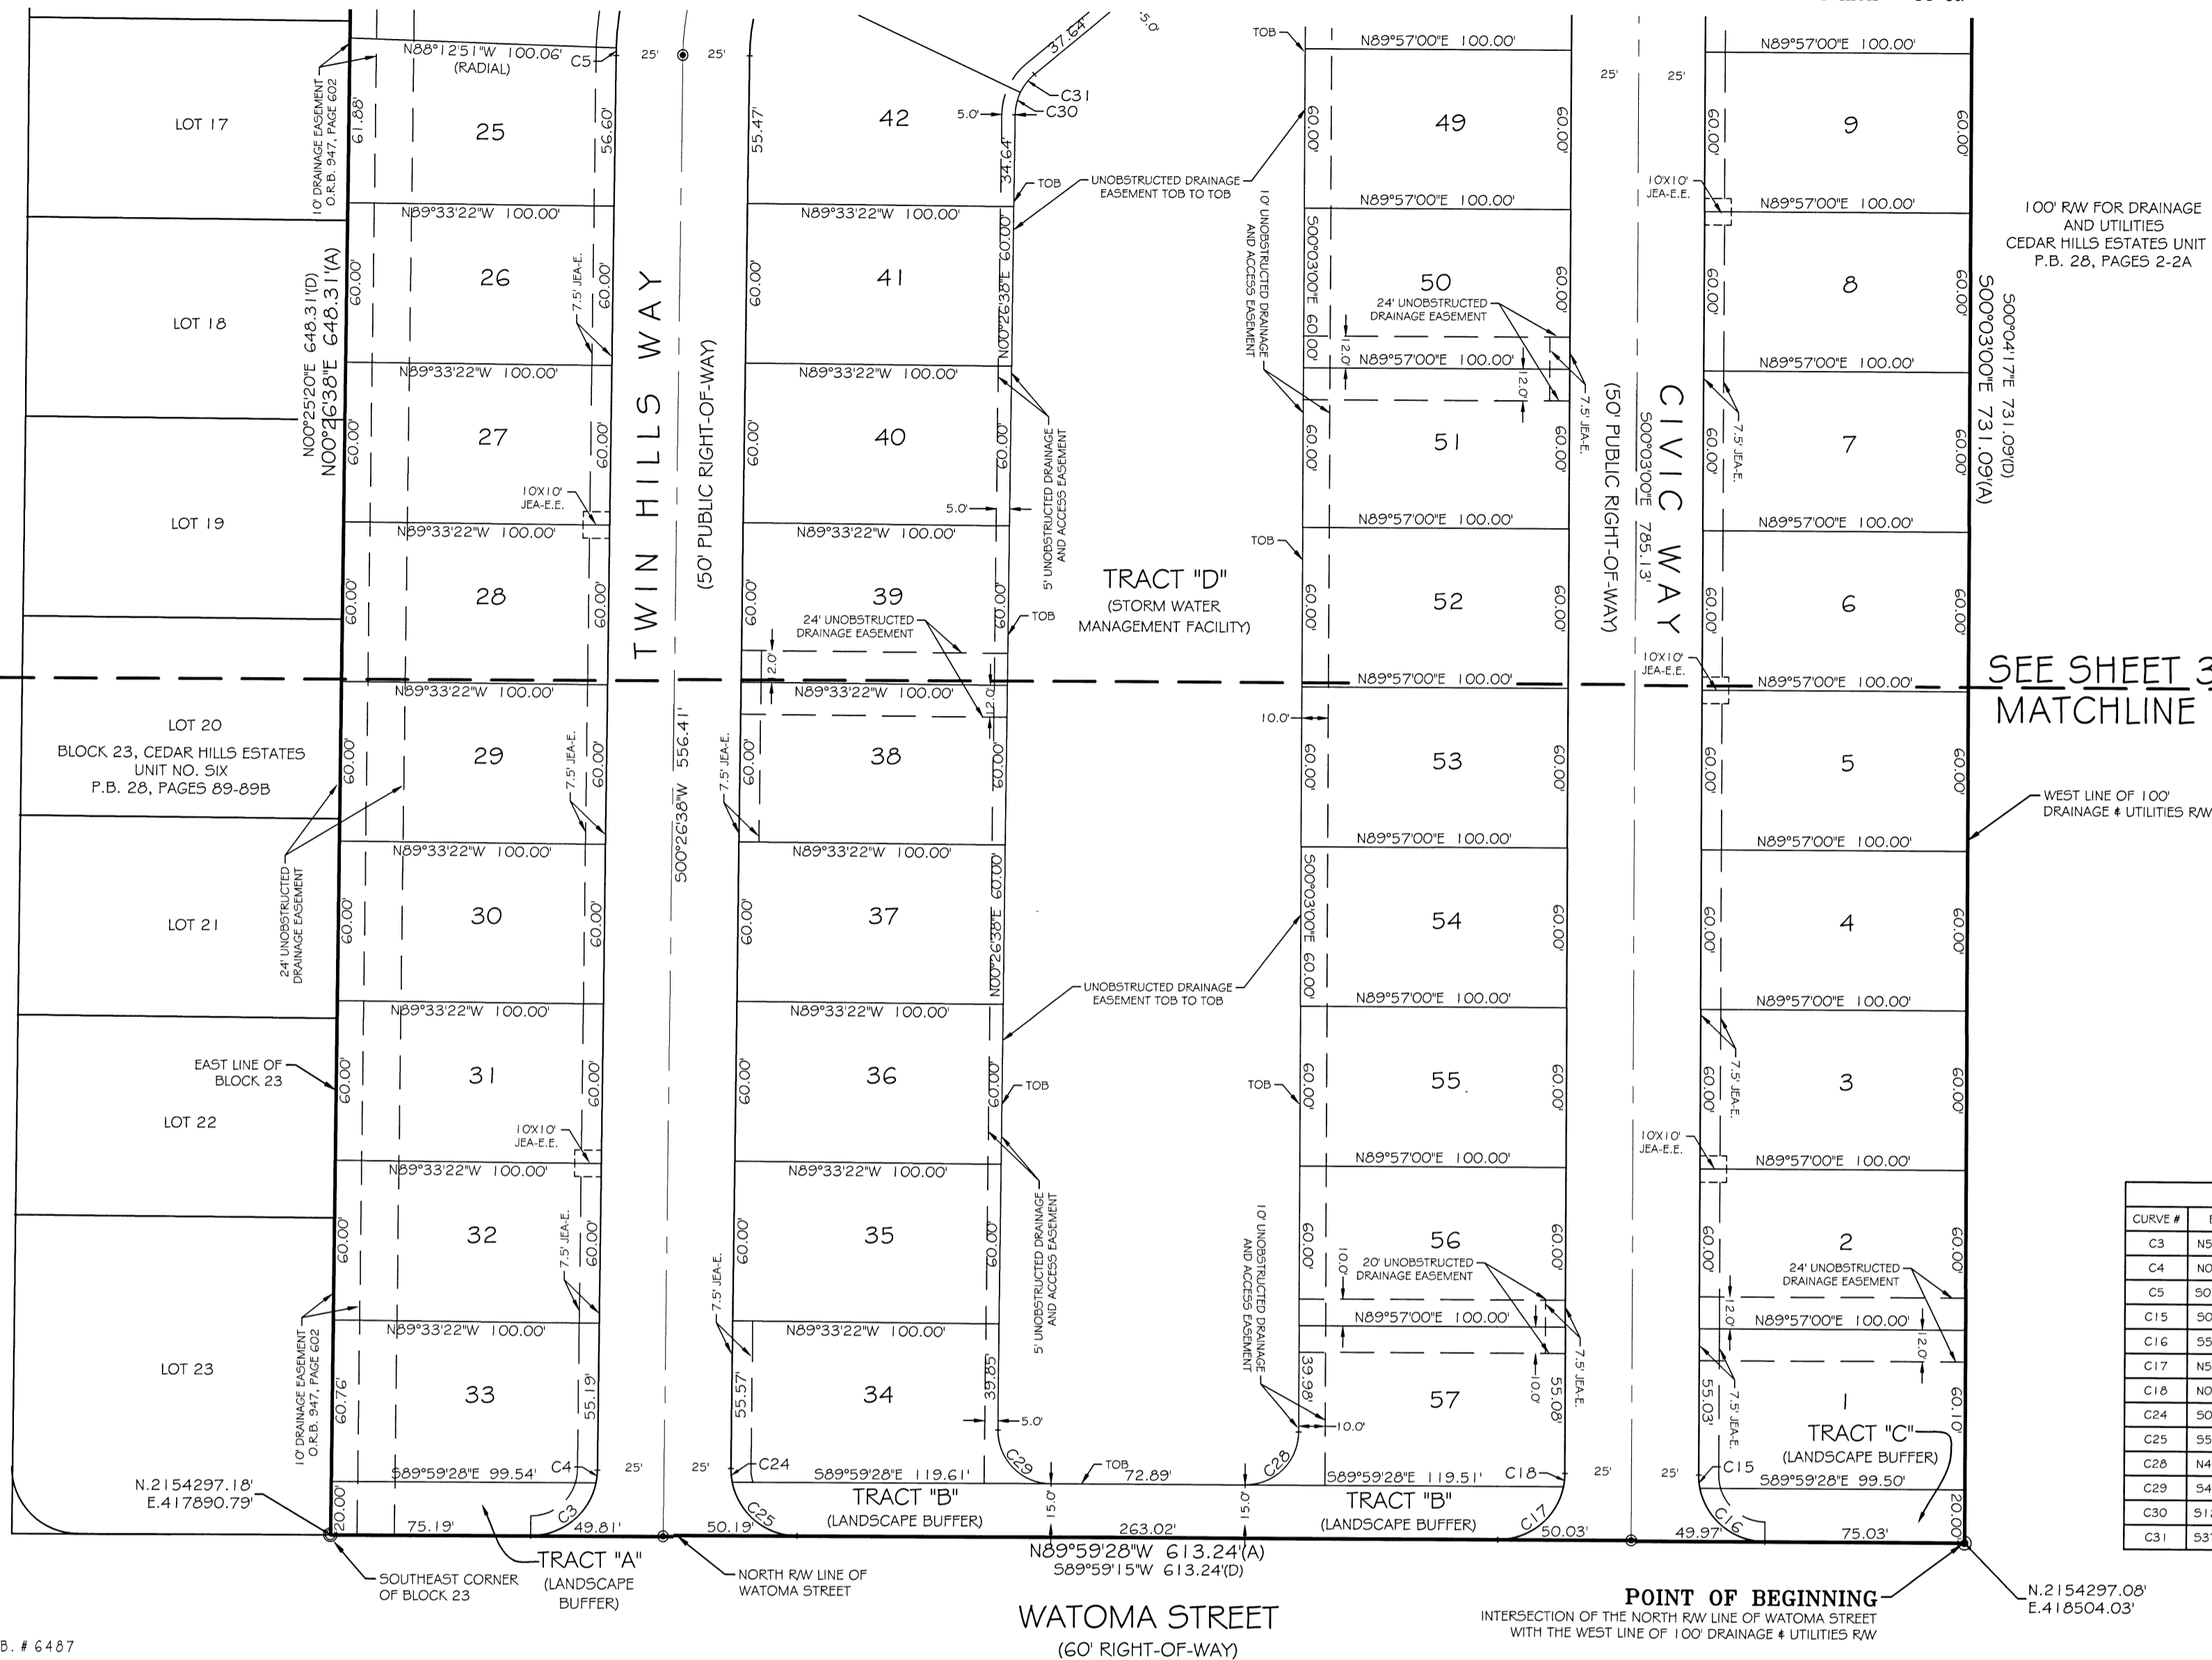 LOT 17
LOT 18
LOT 19
LOT 20
BLOCK 23, CEDAR HILLS ESTATES
UNIT NO. SIX
P.B. 28, PAGES 89-89B
LOT 21
LOT 22
LOT 23
EAST LINE OF
BLOCK 23
N.2154297.18'
E.417890.79'
10' DRAINAGE EASEMENT
O.R.B. 947, PAGE 602
N00°25'20"E 648.31'(D)
N00°26'38"E 648.31'(A)
24' UNOBSTRUCTED
DRAINAGE EASEMENT
10' DRAINAGE EASEMENT
O.R.B. 947, PAGE 602
N88°12'51"W 100.06'
(RADIAL)
C5
61.88'
25
56.60'
N89°33'22"W 100.00'
60.00'
26
60.00'
7.5' JEA-E.
N89°33'22"W 100.00'
60.00'
27
60.00'
10'X10'
JEA-E.E.
N89°33'22"W 100.00'
60.00'
28
60.00'
N89°33'22"W 100.00'
60.00'
29
60.00'
7.5' JEA-E.
N89°33'22"W 100.00'
60.00'
30
60.00'
N89°33'22"W 100.00'
60.00'
31
60.00'
10'X10'
JEA-E.E.
N89°33'22"W 100.00'
60.00'
32
60.00'
7.5' JEA-E.
N89°33'22"W 100.00'
60.76'
33
55.19'
S89°59'28"E 99.54'
C4
C3
20.00'
75.19'
49.81'
TRACT "A"
(LANDSCAPE
BUFFER)
SOUTHEAST CORNER
OF BLOCK 23
25'
25'
TWIN HILLS WAY
(50' PUBLIC RIGHT-OF-WAY)
S00°26'38"W 556.41'
25'
25'
NORTH R/W LINE OF
WATOMA STREET
55.47'
42
34.64'
5.0'
C30
C31
37.64'
5.0'
TOB
N89°33'22"W 100.00'
60.00'
41
N00°26'38"E 60.00'
N89°33'22"W 100.00'
60.00'
40
60.00'
5.0'
N89°33'22"W 100.00'
60.00'
39
60.00'
24' UNOBSTRUCTED
DRAINAGE EASEMENT
TOB
12.0'
12.0'
N89°33'22"W 100.00'
7.5' JEA-E.
60.00'
38
60.00'
N89°33'22"W 100.00'
60.00'
37
N00°26'38"E 60.00'
N89°33'22"W 100.00'
60.00'
36
60.00'
TOB
N89°33'22"W 100.00'
60.00'
35
60.00'
7.5' JEA-E.
N89°33'22"W 100.00'
55.57'
34
39.85'
5.0'
C24
C25
C29
S89°59'28"E 119.61'
TRACT "B"
(LANDSCAPE BUFFER)
50.19'
UNOBSTRUCTED DRAINAGE
EASEMENT TOB TO TOB
5' UNOBSTRUCTED DRAINAGE
AND ACCESS EASEMENT
TRACT "D"
(STORM WATER
MANAGEMENT FACILITY)
UNOBSTRUCTED DRAINAGE
EASEMENT TOB TO TOB
5' UNOBSTRUCTED DRAINAGE
AND ACCESS EASEMENT
TOB
72.89'
15.0'
15.0'
263.02'
N89°59'28"W 613.24'(A)
S89°59'15"W 613.24'(D)
WATOMA STREET
(60' RIGHT-OF-WAY)
TOB
10' UNOBSTRUCTED DRAINAGE
AND ACCESS EASEMENT
TOB
10.0'
TOB
10' UNOBSTRUCTED DRAINAGE
AND ACCESS EASEMENT
N89°57'00"E 100.00'
60.00'
49
60.00'
N89°57'00"E 100.00'
S00°03'00"E 60.00'
50
60.00'
24' UNOBSTRUCTED
DRAINAGE EASEMENT
12.0'
N89°57'00"E 100.00'
12.0'
7.5' JEA-E.
60.00'
51
60.00'
N89°57'00"E 100.00'
60.00'
52
60.00'
N89°57'00"E 100.00'
60.00'
53
60.00'
N89°57'00"E 100.00'
S00°03'00"E 60.00'
54
60.00'
N89°57'00"E 100.00'
60.00'
55
60.00'
N89°57'00"E 100.00'
60.00'
56
60.00'
20' UNOBSTRUCTED
DRAINAGE EASEMENT
10.0'
N89°57'00"E 100.00'
10.0'
7.5' JEA-E.
39.98'
57
55.08'
10.0'
C28
S89°59'28"E 119.51'
C18
C17
TRACT "B"
(LANDSCAPE BUFFER)
50.03'
25'
25'
CIVIC WAY
(50' PUBLIC RIGHT-OF-WAY)
S00°03'00"E 785.13'
25'
25'
N89°57'00"E 100.00'
60.00'
9
60.00'
10'X10'
JEA-E.E.
N89°57'00"E 100.00'
60.00'
8
60.00'
N89°57'00"E 100.00'
60.00'
7.5' JEA-E.
7
60.00'
N89°57'00"E 100.00'
60.00'
6
60.00'
10'X10'
JEA-E.E.
N89°57'00"E 100.00'
60.00'
5
60.00'
N89°57'00"E 100.00'
60.00'
4
60.00'
N89°57'00"E 100.00'
60.00'
7.5' JEA-E.
3
60.00'
10'X10'
JEA-E.E.
N89°57'00"E 100.00'
60.00'
2
60.00'
24' UNOBSTRUCTED
DRAINAGE EASEMENT
12.0'
N89°57'00"E 100.00'
12.0'
55.03'
7.5' JEA-E.
1
60.10'
TRACT "C"
(LANDSCAPE BUFFER)
C15
S89°59'28"E 99.50'
C16
49.97'
75.03'
20.00'
100' R/W FOR DRAINAGE
AND UTILITIES
CEDAR HILLS ESTATES UNIT
P.B. 28, PAGES 2-2A
S00°04'17"E 731.09'(D)
S00°03'00"E 731.09'(A)
SEE SHEET 3
MATCHLINE
WEST LINE OF 100'
DRAINAGE & UTILITIES R/W
CURVE #
C3 N5
C4 N0
C5 S0
C15 S0
C16 S5
C17 N5
C18 N0
C24 S0
C25 S5
C28 N4
C29 S4
C30 S12
C31 S37
POINT OF BEGINNING
INTERSECTION OF THE NORTH R/W LINE OF WATOMA STREET
WITH THE WEST LINE OF 100' DRAINAGE & UTILITIES R/W
N.2154297.08'
E.418504.03'
B. # 6487